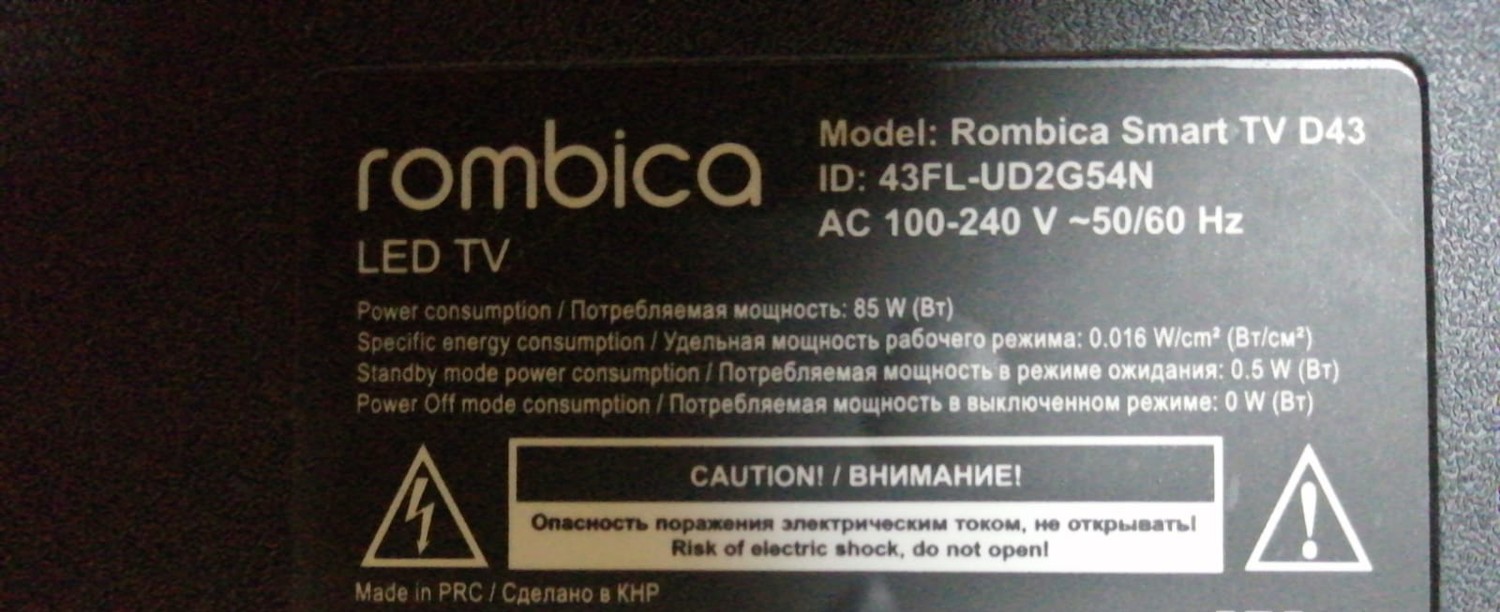 rombica
LED TV
Model: Rombica Smart TV D43
ID: 43FL-UD2G54N
AC 100-240 V ~50/60 Hz
Power consumption / Потребляемая мощность: 85 W (Вт)
Specific energy consumption / Удельная мощность рабочего режима: 0.016 W/cm² (Вт/см²)
Standby mode power consumption / Потребляемая мощность в режиме ожидания: 0.5 W (Вт)
Power Off mode consumption / Потребляемая мощность в выключенном режиме: 0 W (Вт)
CAUTION! / ВНИМАНИЕ!
Опасность поражения электрическим током, не открывать!
Risk of electric shock, do not open!
Made in PRC / Сделано в КНР